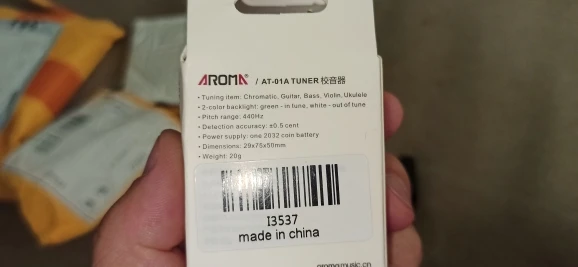 AROMA / AT-01A TUNER 校音器
• Tuning item: Chromatic, Guitar, Bass, Violin, Ukulele
• 2-color backlight: green - in tune, white - out of tune
• Pitch range: 440Hz
• Detection accuracy: ±0.5 cent
• Power supply: one 2032 coin battery
• Dimensions: 29x75x50mm
• Weight: 20g
I3537
made in china